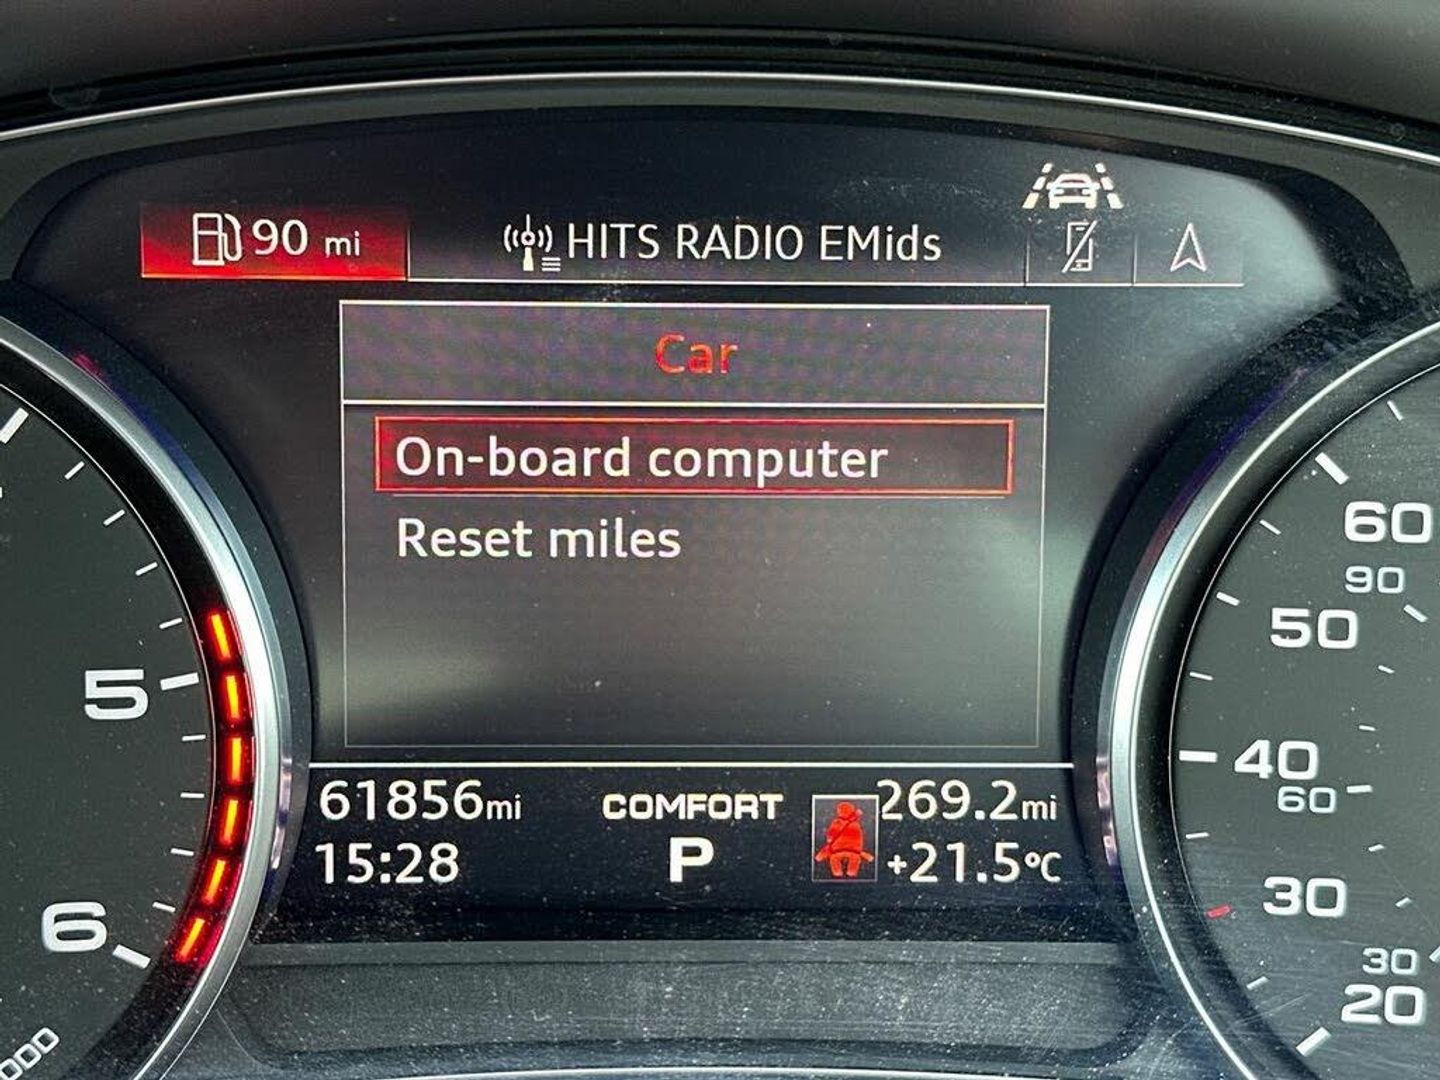 90 mi
HITS RADIO EMids
Car
On-board computer
Reset miles
61856mi
COMFORT
269.2mi
15:28
P
+21.5°C
5
6
000
60
90
50
40
60
30
30
20